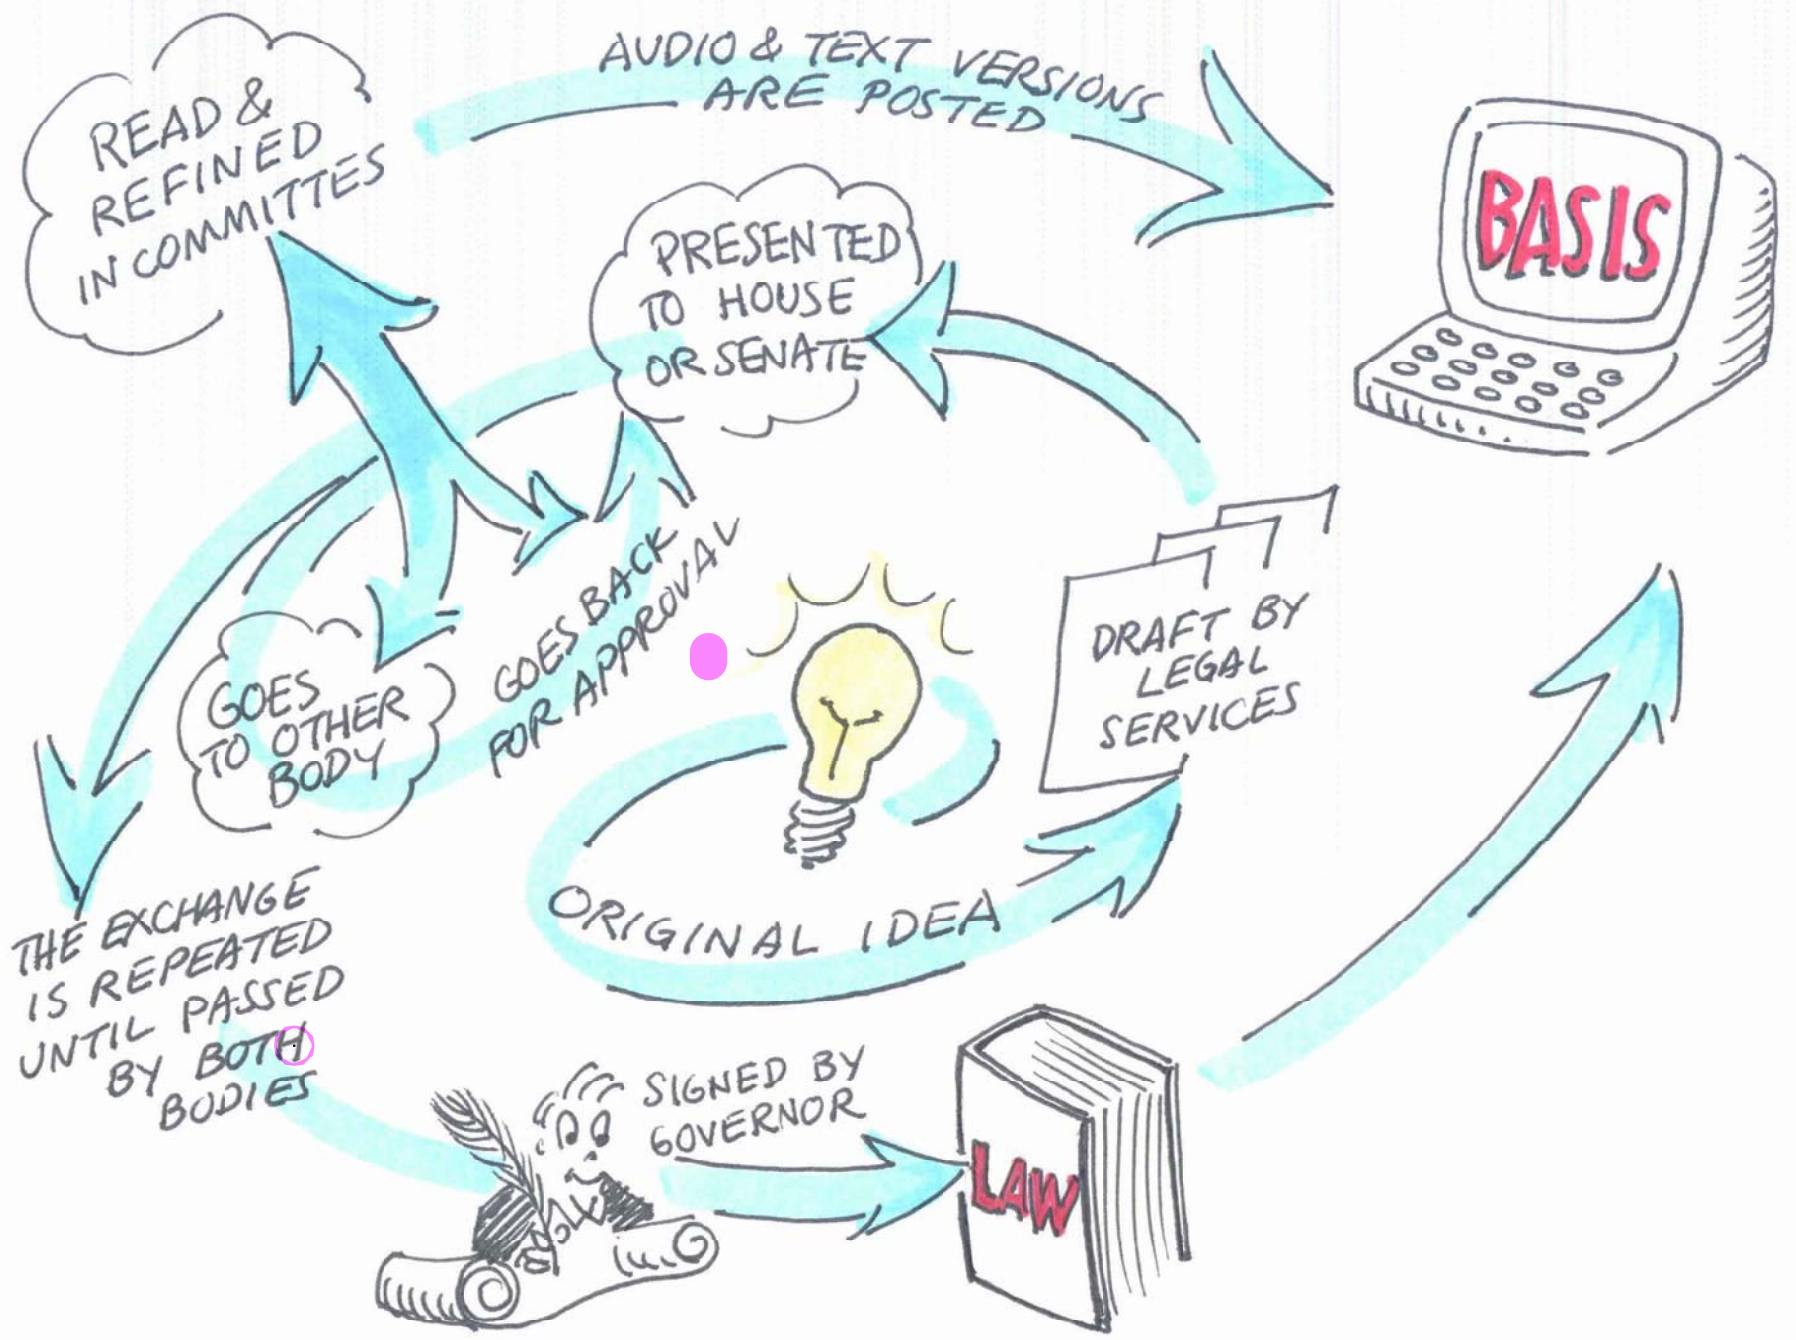 READ &
REFINED
IN COMMITTES
AUDIO & TEXT VERSIONS
ARE POSTED
BASIS
PRESENTED
TO HOUSE
OR SENATE
GOES BACK
FOR APPROVAL
DRAFT BY
LEGAL
SERVICES
GOES
TO OTHER
BODY
ORIGINAL IDEA
THE EXCHANGE
IS REPEATED
UNTIL PASSED
BY BOTH
BODIES
SIGNED BY
GOVERNOR
LAW